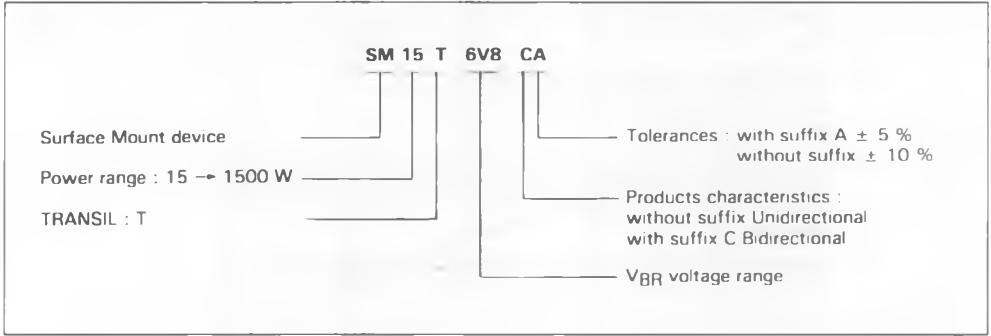 SM 15 T 6V8 CA
Surface Mount device
Power range : 15 → 1500 W
TRANSIL : T
Tolerances : with suffix A ± 5 %
without suffix ± 10 %
Products characteristics :
without suffix Unidirectional
with suffix C Bidirectional
VBR voltage range